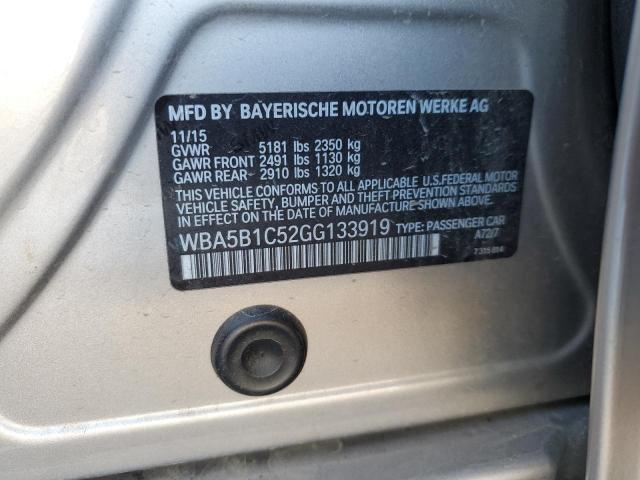 MFD BY BAYERISCHE MOTOREN WERKE AG
11/15
GVWR 5181 lbs 2350 kg
GAWR FRONT 2491 lbs 1130 kg
GAWR REAR 2910 lbs 1320 kg
THIS VEHICLE CONFORMS TO ALL APPLICABLE U.S. FEDERAL MOTOR
VEHICLE SAFETY, BUMPER AND THEFT PREVENTION STANDARDS
IN EFFECT ON THE DATE OF MANUFACTURE SHOWN ABOVE.
WBA5B1C52GG133919 TYPE: PASSENGER CAR
A72/7